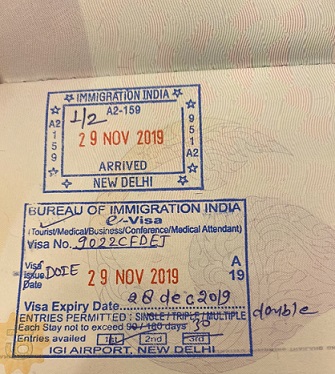 IMMIGRATION INDIA
1/2 A2-159
A2 159
951 A2
29 NOV 2019
ARRIVED
NEW DELHI
BUREAU OF IMMIGRATION INDIA
e-Visa
(Tourist/Medical/Business/Conference/Medical Attendant)
Visa No. 9022CFDEJ
Visa Issue Date DOIE 29 NOV 2019
A
19
Visa Expiry Date 28 dec 2019
ENTRIES PERMITTED : SINGLE / TRIPLE / MULTIPLE double
Each Stay not to exceed 90 / 180 days 30
Entries availed 1st 2nd 3rd
IGI AIRPORT, NEW DELHI